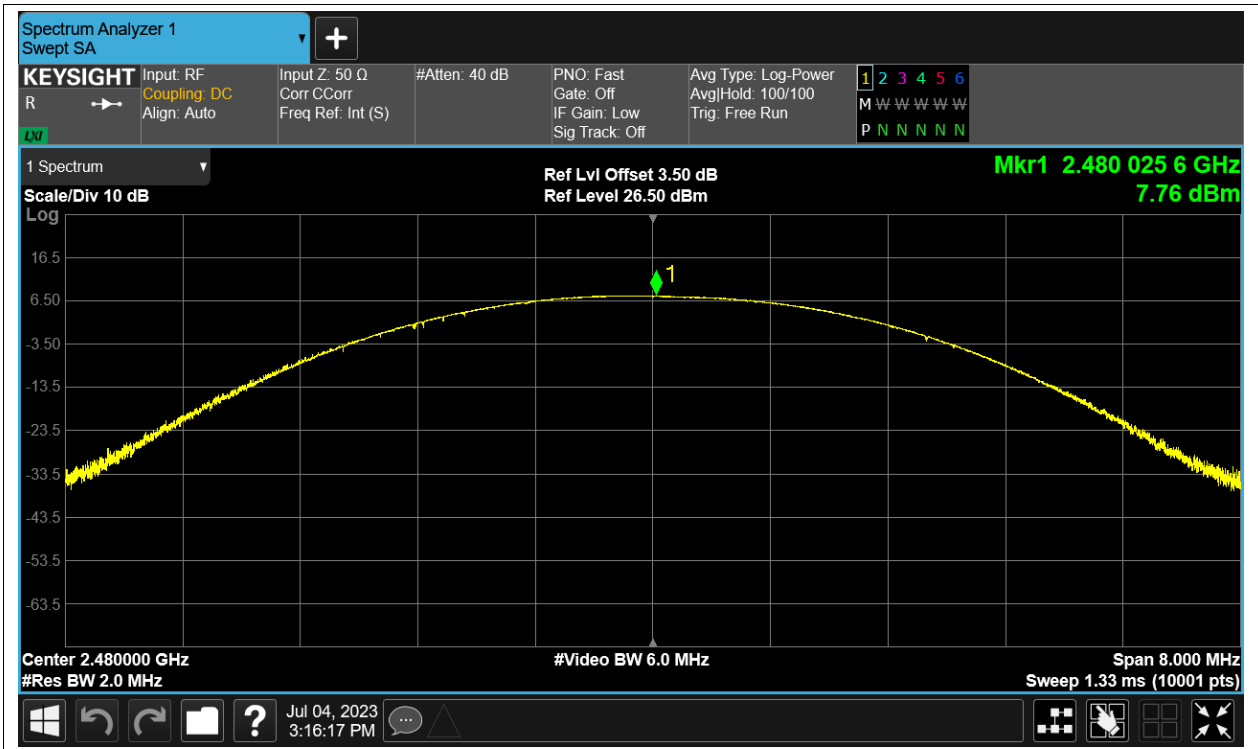 Spectrum Analyzer 1
Swept SA
KEYSIGHT
R
LXI
Input: RF
Coupling: DC
Align: Auto
Input Z: 50 Ω
Corr CCorr
Freq Ref: Int (S)
#Atten: 40 dB
PNO: Fast
Gate: Off
IF Gain: Low
Sig Track: Off
Avg Type: Log-Power
Avg|Hold: 100/100
Trig: Free Run
1 2 3 4 5 6
M W W W W W
P N N N N N
1 Spectrum
Scale/Div 10 dB
Log
Ref Lvl Offset 3.50 dB
Ref Level 26.50 dBm
Mkr1 2.480 025 6 GHz
7.76 dBm
1
16.5
6.50
-3.50
-13.5
-23.5
-33.5
-43.5
-53.5
-63.5
Center 2.480000 GHz
#Video BW 6.0 MHz
Span 8.000 MHz
#Res BW 2.0 MHz
Sweep 1.33 ms (10001 pts)
?
Jul 04, 2023
3:16:17 PM